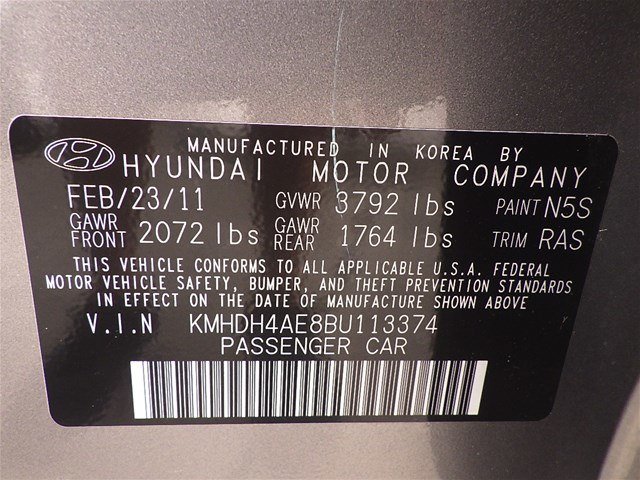 MANUFACTURED IN KOREA BY
HYUNDAI MOTOR COMPANY
FEB/23/11 GVWR 3792 lbs PAINT N5S
GAWR FRONT 2072 lbs GAWR REAR 1764 lbs TRIM RAS
THIS VEHICLE CONFORMS TO ALL APPLICABLE U.S.A. FEDERAL
MOTOR VEHICLE SAFETY, BUMPER, AND THEFT PREVENTION STANDARDS
IN EFFECT ON THE DATE OF MANUFACTURE SHOWN ABOVE
V.I.N KMHDH4AE8BU113374
PASSENGER CAR